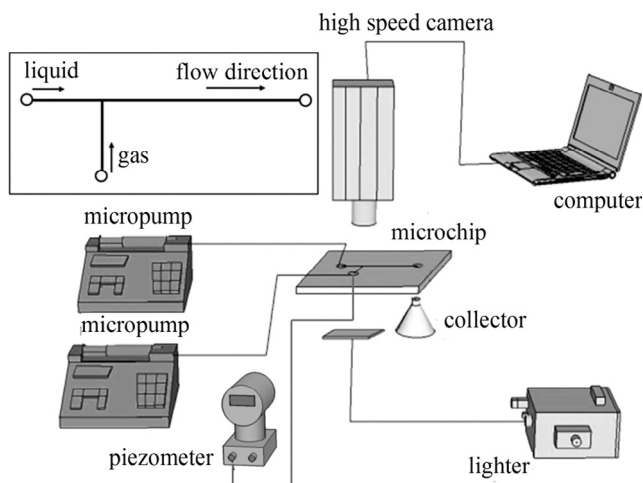 high speed camera
liquid
flow direction
gas
computer
micropump
microchip
micropump
collector
piezometer
lighter